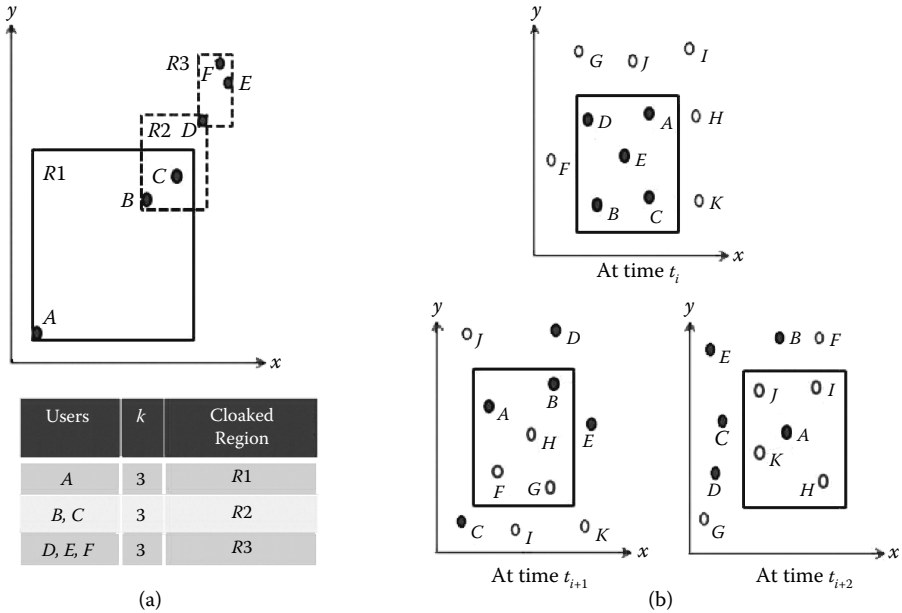 y
R3
F
E
R2
D
R1
C
B
A
x
Users k Cloaked Region
A 3 R1
B, C 3 R2
D, E, F 3 R3
(a)
y
G
J
I
D
A
H
E
F
B
C
K
x
At time t_i
y
J
D
B
A
H
E
F
G
C
I
K
x
At time t_{i+1}
y
B
F
E
J
I
C
A
K
D
H
G
x
At time t_{i+2}
(b)